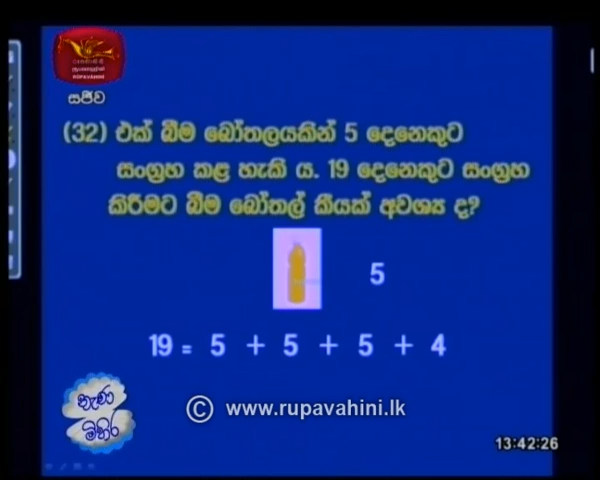 RUPAVAHINI
සජීව
(32) එක් බීම බෝතලයකින් 5 දෙනෙකුට
සංග්‍රහ කළ හැකි ය. 19 දෙනෙකුට සංග්‍රහ
කිරීමට බීම බෝතල් කීයක් අවශ්‍ය ද?
5
19 = 5 + 5 + 5 + 4
නැණ
මිහිර
© www.rupavahini.lk
13:42:26